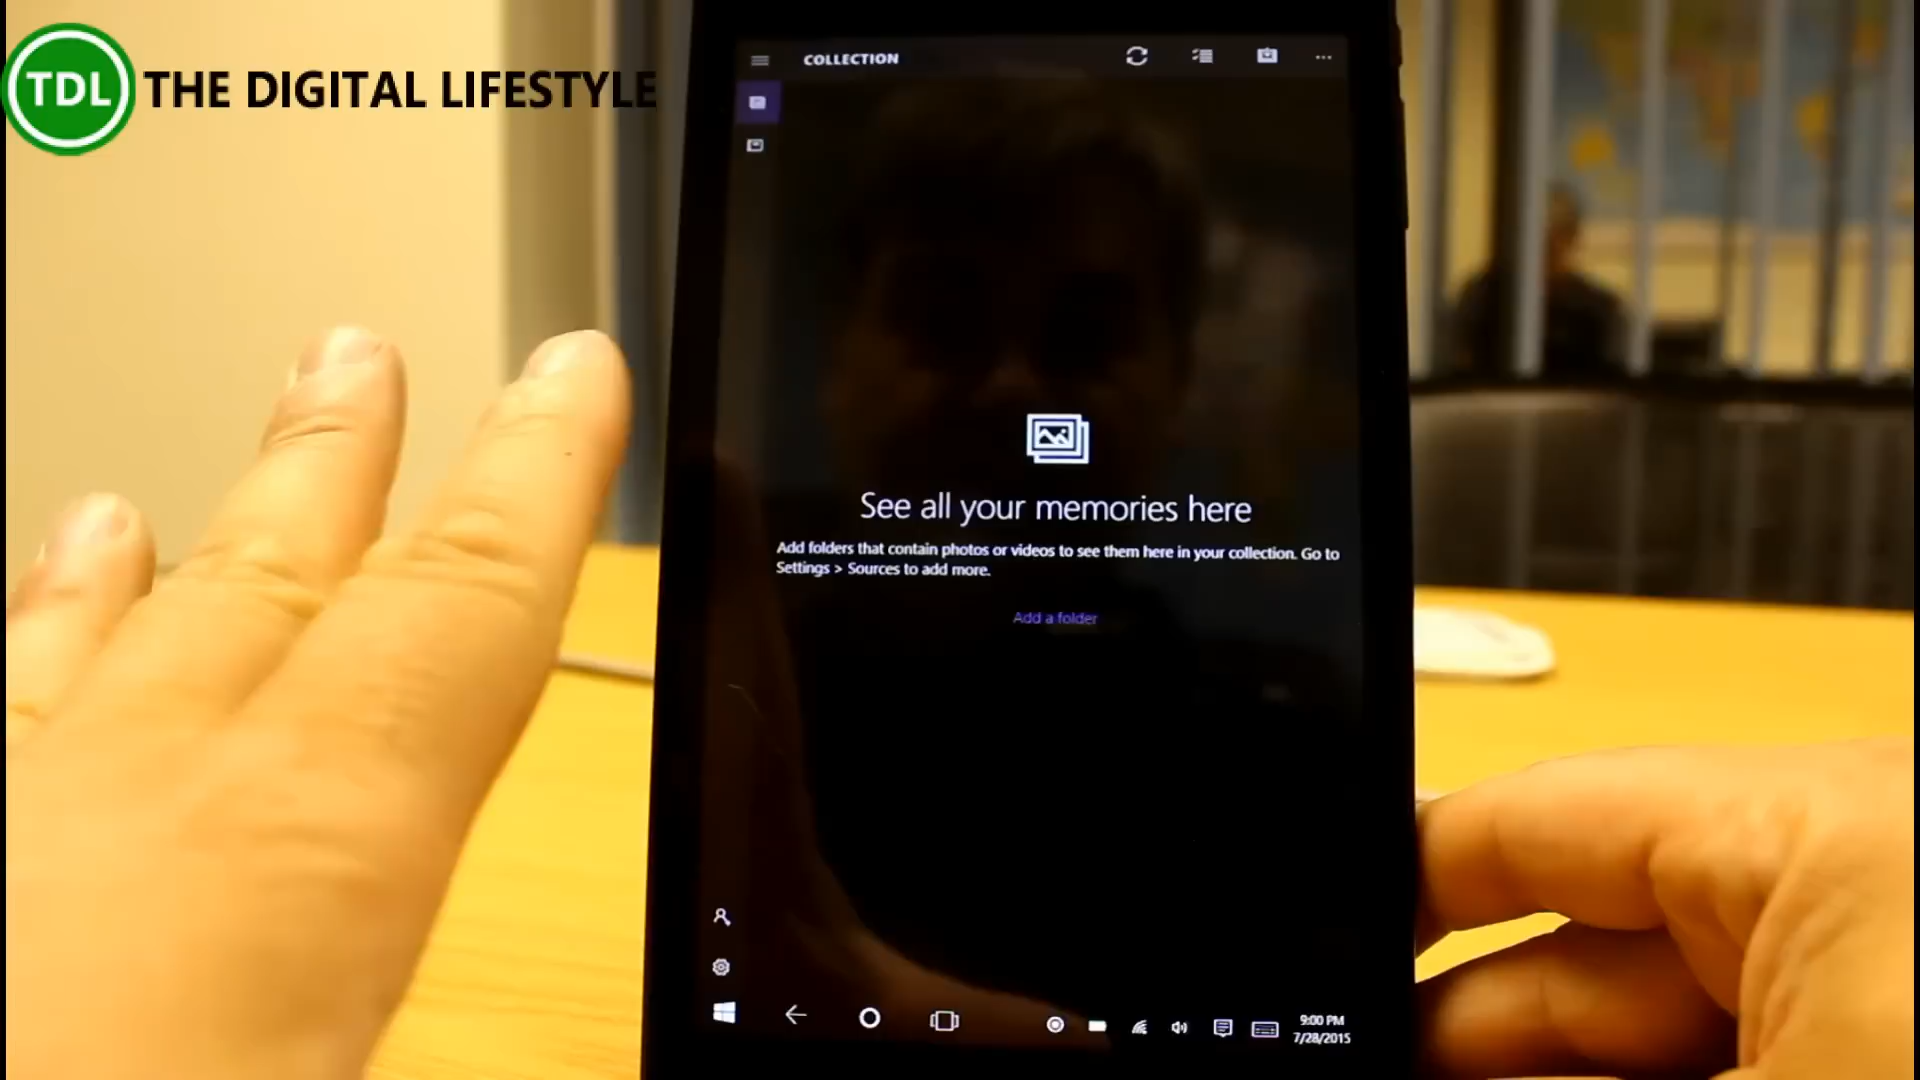 TDL THE DIGITAL LIFESTYLE
COLLECTION
See all your memories here
Add folders that contain photos or videos to see them here in your collection. Go to
Settings > Sources to add more.
Add a folder
9:00 PM
7/28/2015